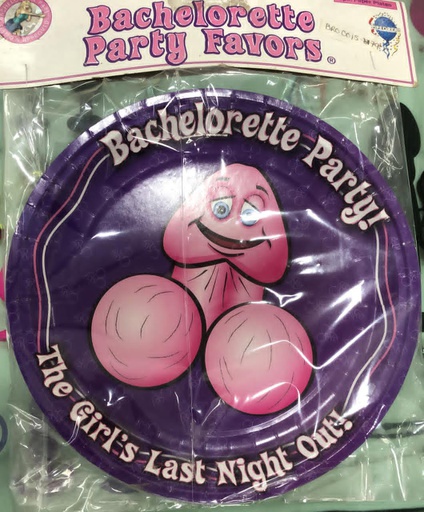 Bachelorette
Party Favors®
Bachelorette Party!
The Girl's Last Night Out!